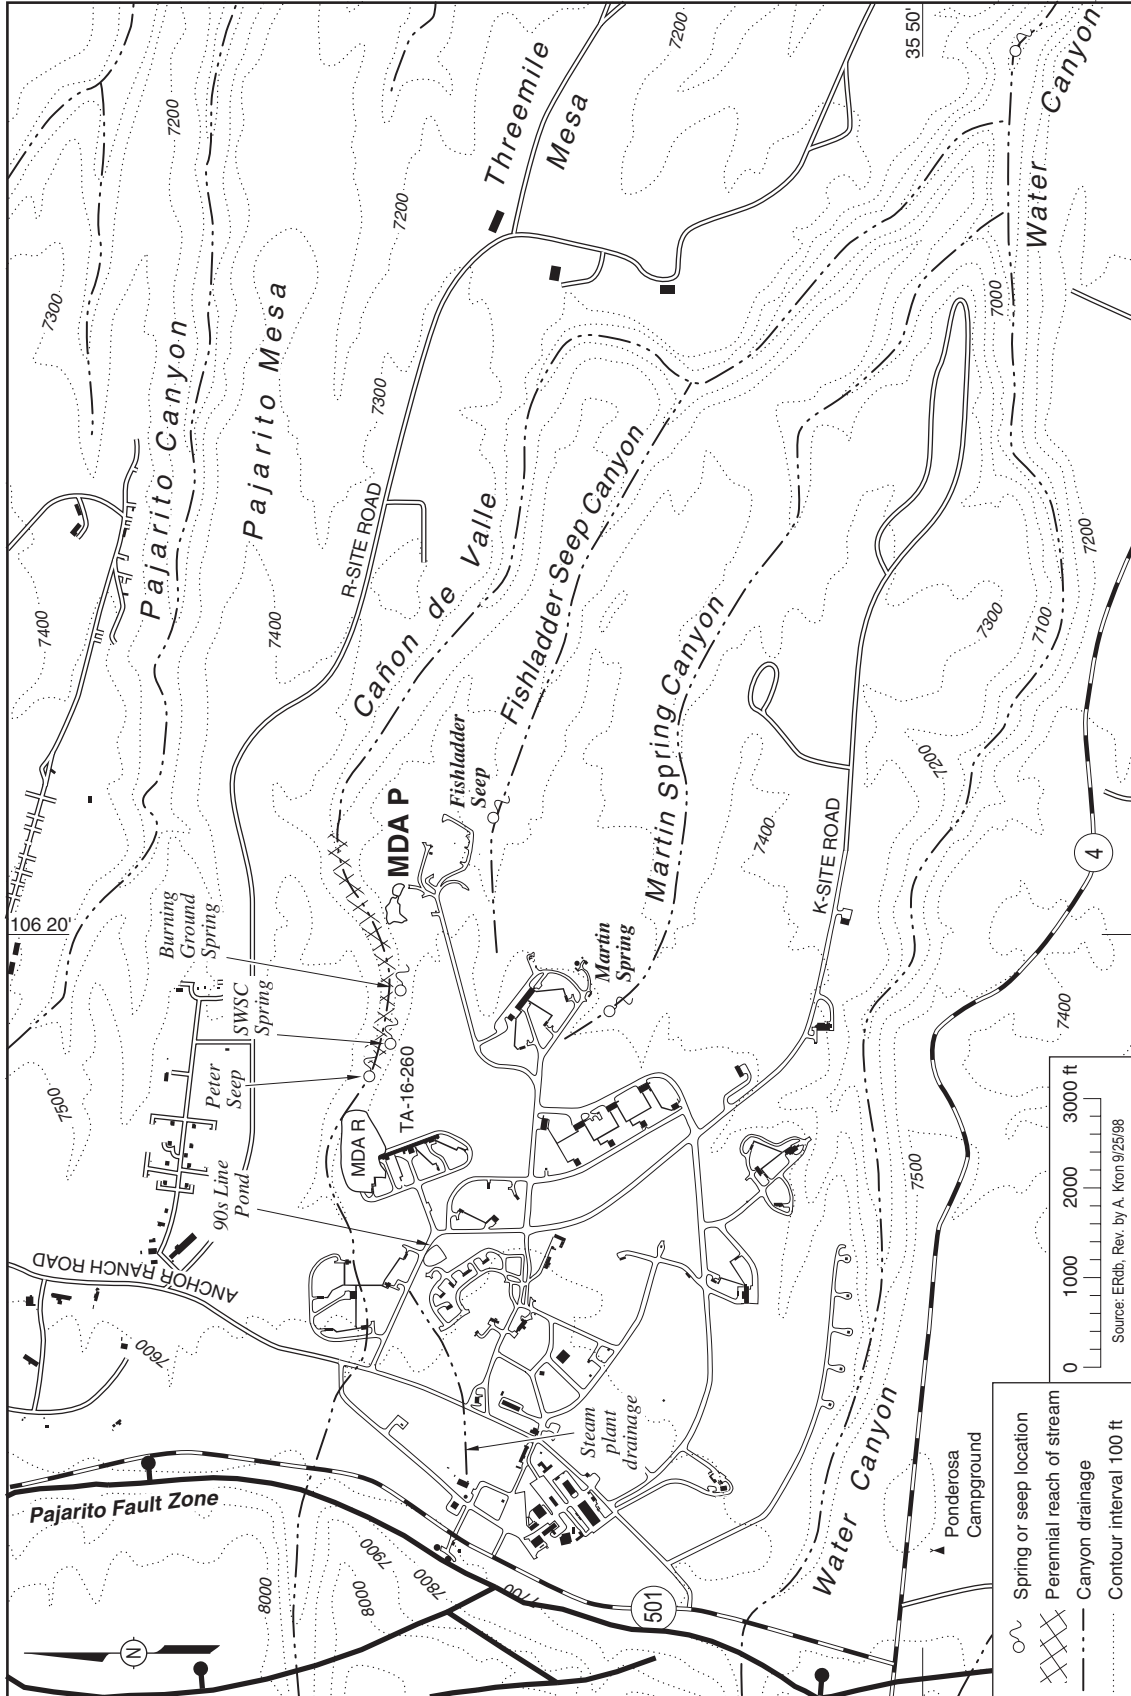 Pajarito Fault Zone
8000
8000
7900
7800
501
N
7600
ANCHOR RANCH ROAD
7500
90s Line
Pond
Peter
Seep
SWSC
Spring
Burning
Ground
Spring
106 20'
MDA R
TA-16-260
MDA P
Fishladder
Seep
Martin
Spring
Steam
plant
drainage
7400
Pajarito Canyon
7300
7200
Pajarito Mesa
7400
7200
R-SITE ROAD
7300
Threemile
Mesa
7200
35 50'
Cañon de Valle
Fishladder Seep Canyon
Martin Spring Canyon
7400
K-SITE ROAD
7200
7300
7100
7200
7000
Water Canyon
Water Canyon
7500
7400
4
Ponderosa
Campground
Spring or seep location
Perennial reach of stream
Canyon drainage
Contour interval 100 ft
0 1000 2000 3000 ft
Source: ERdb, Rev. by A. Kron 9/25/98